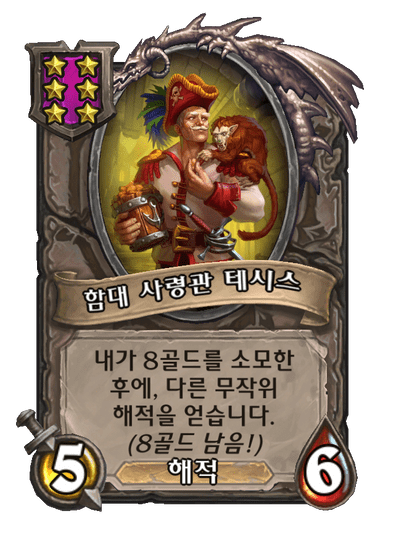 함대 사령관 테시스
내가 8골드를 소모한
후에, 다른 무작위
해적을 얻습니다.
(8골드 남음!)
해적
5
6